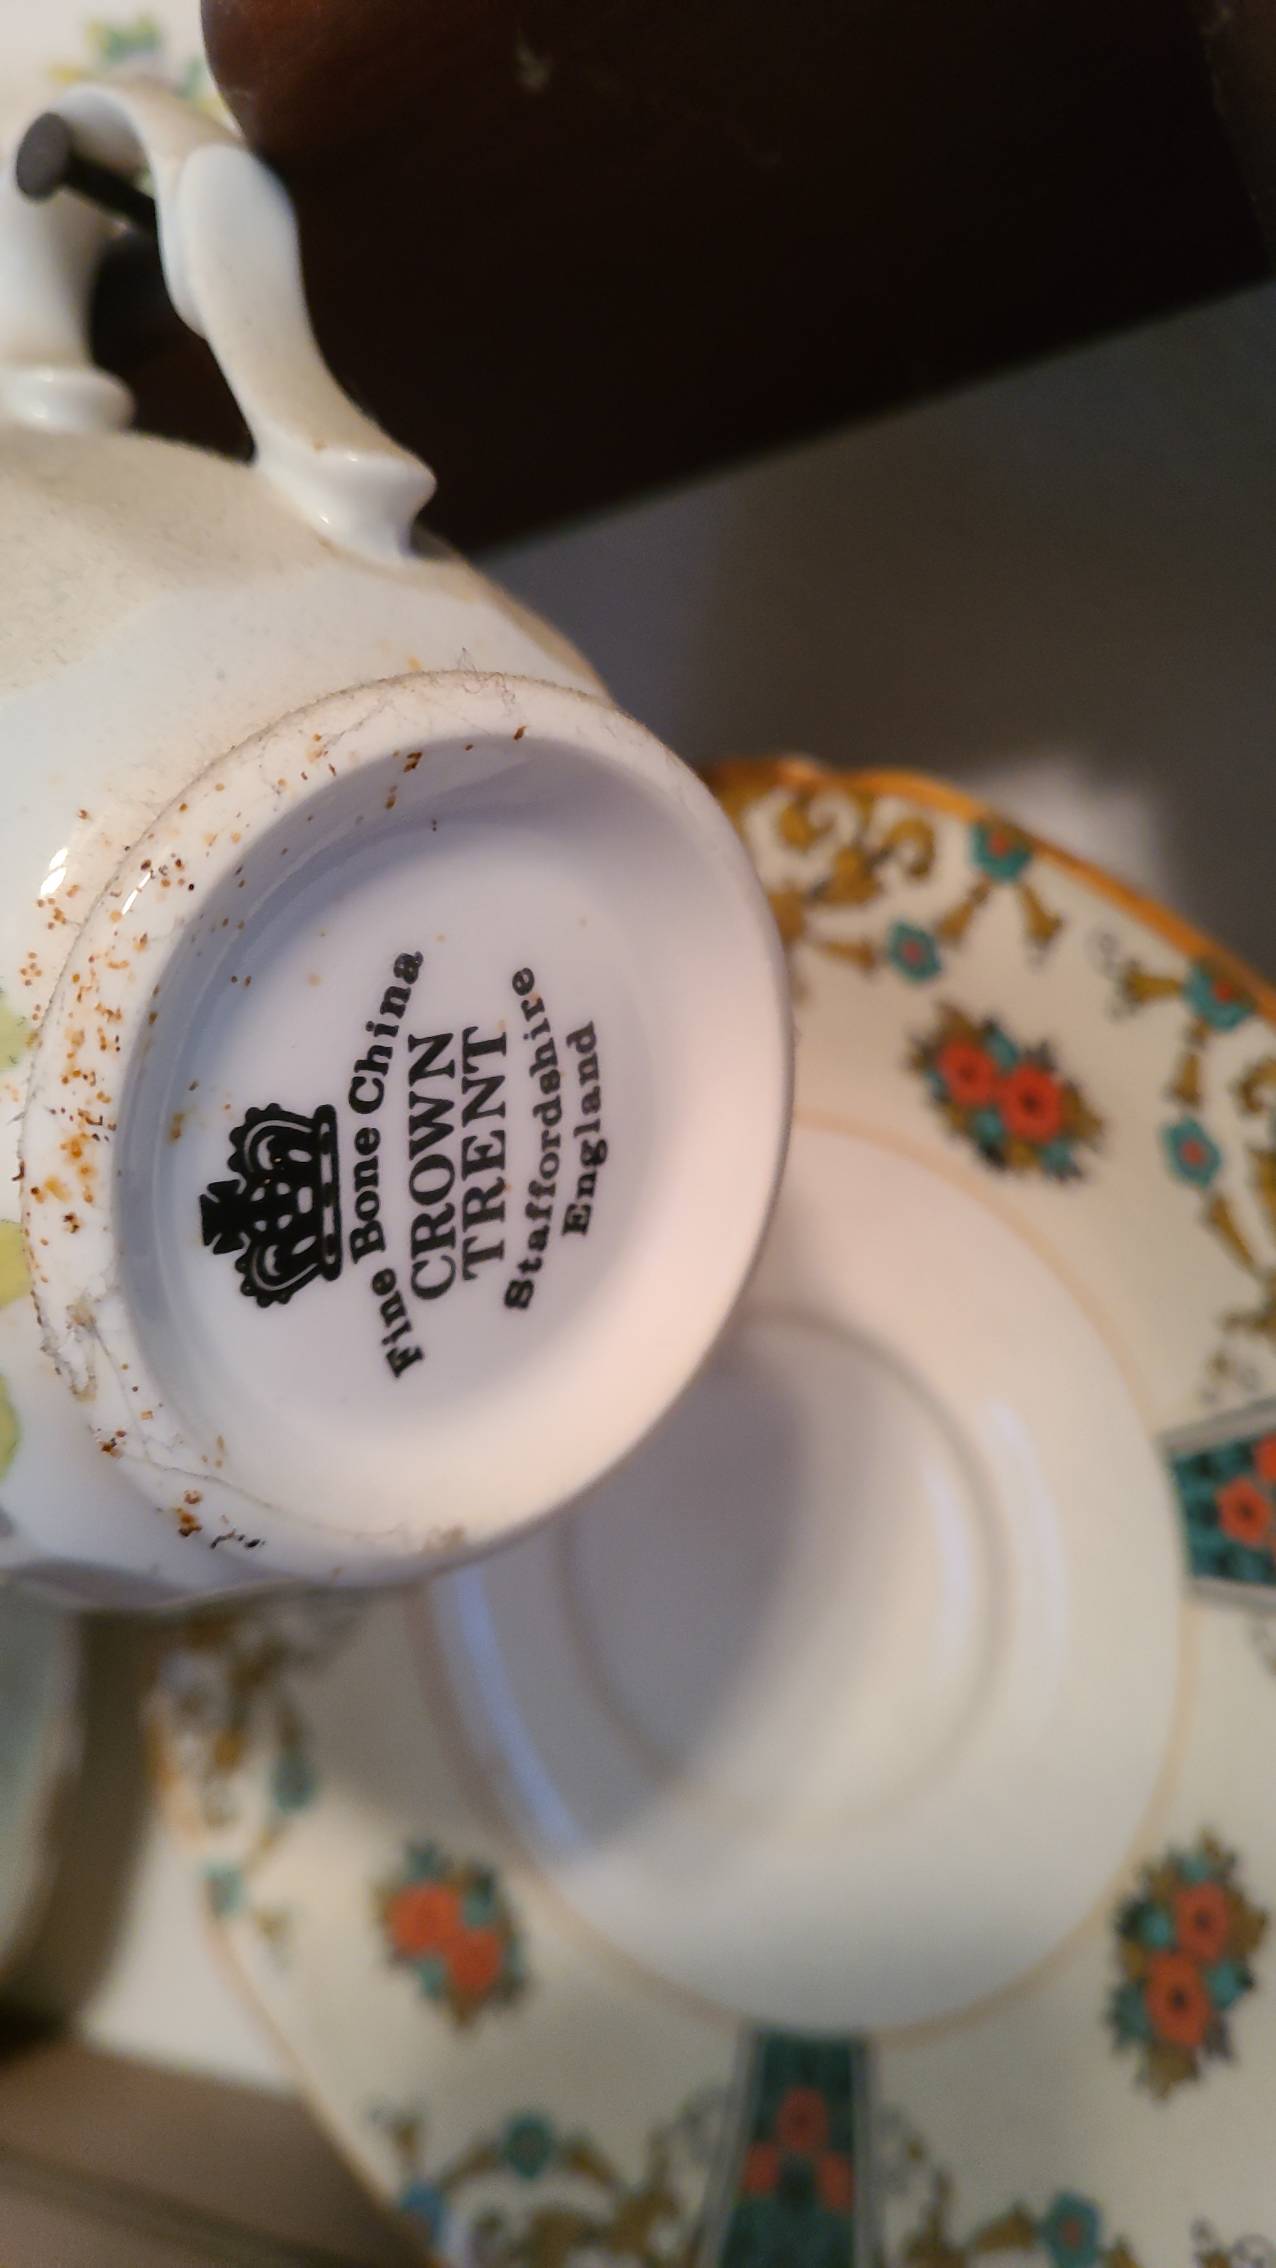 Fine Bone China
CROWN
TRENT
Staffordshire
England